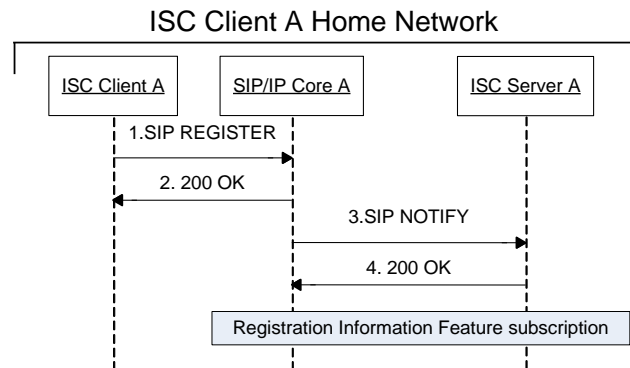 ISC Client A Home Network
ISC Client A
SIP/IP Core A
ISC Server A
1.SIP REGISTER
2. 200 OK
3.SIP NOTIFY
4. 200 OK
Registration Information Feature subscription